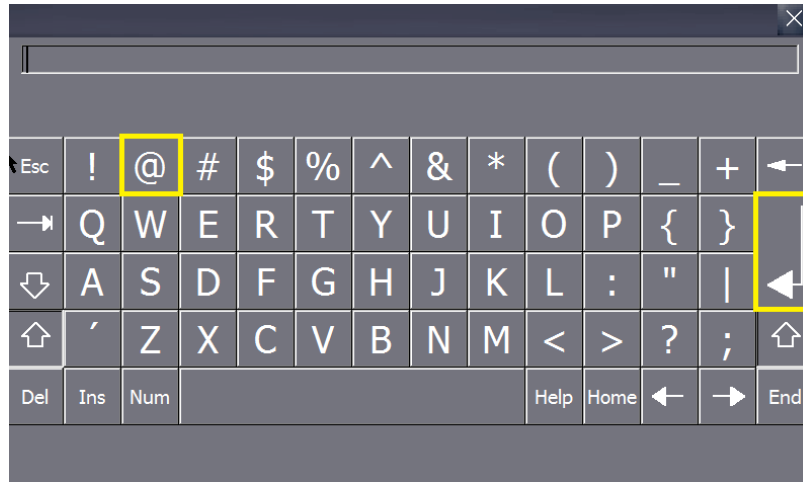 Esc ! @ # $ % ^ & * ( ) _ +
Q W E R T Y U I O P { }
A S D F G H J K L : " |
´ Z X C V B N M < > ? ;
Del Ins Num Help Home End